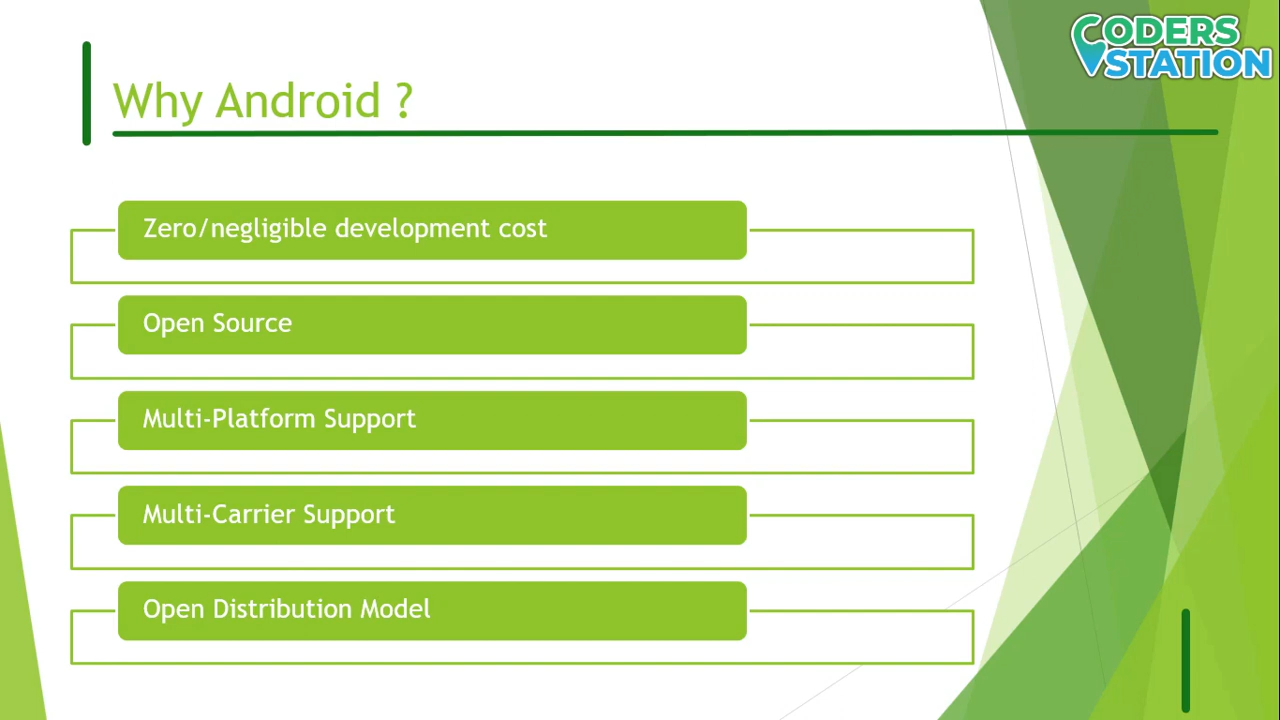 CODERS
STATION
Why Android ?
Zero/negligible development cost
Open Source
Multi-Platform Support
Multi-Carrier Support
Open Distribution Model